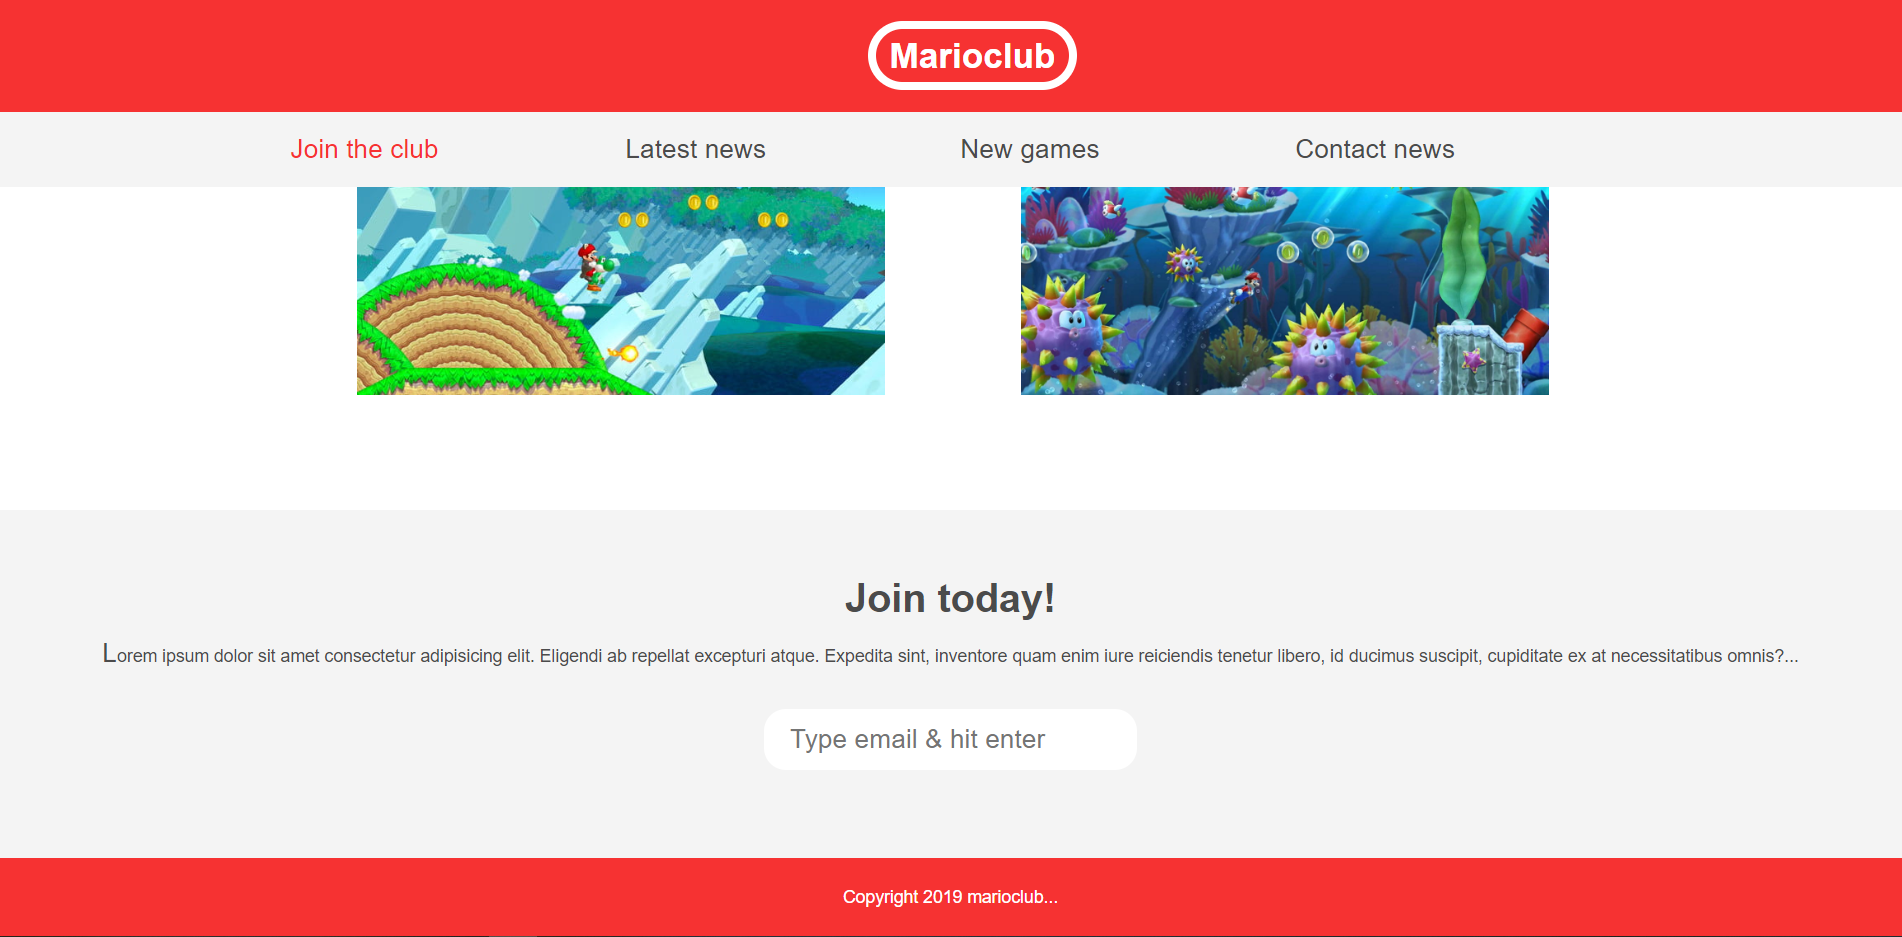 Marioclub
Join the club
Latest news
New games
Contact news
Join today!
Lorem ipsum dolor sit amet consectetur adipisicing elit. Eligendi ab repellat excepturi atque. Expedita sint, inventore quam enim iure reiciendis tenetur libero, id ducimus suscipit, cupiditate ex at necessitatibus omnis?...
Type email & hit enter
Copyright 2019 marioclub...